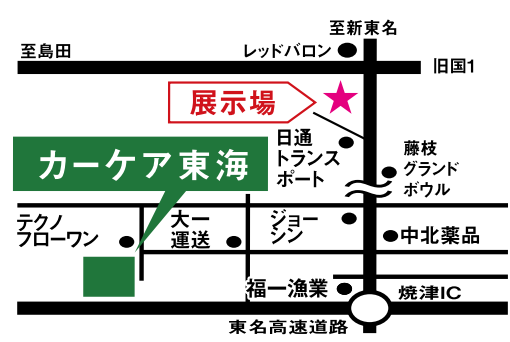 至新東名
至島田
レッドバロン
旧国1
展示場
日通
トランス
ポート
藤枝
グランド
ボウル
カーケア東海
テクノ
フローワン
大一
運送
ジョー
シン
中北薬品
福一漁業
焼津IC
東名高速道路